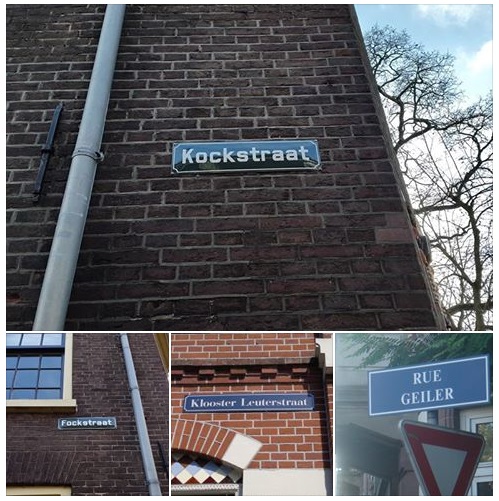 Kockstraat
Fockstraat
Klooster Leuterstraat
RUE
GEILER